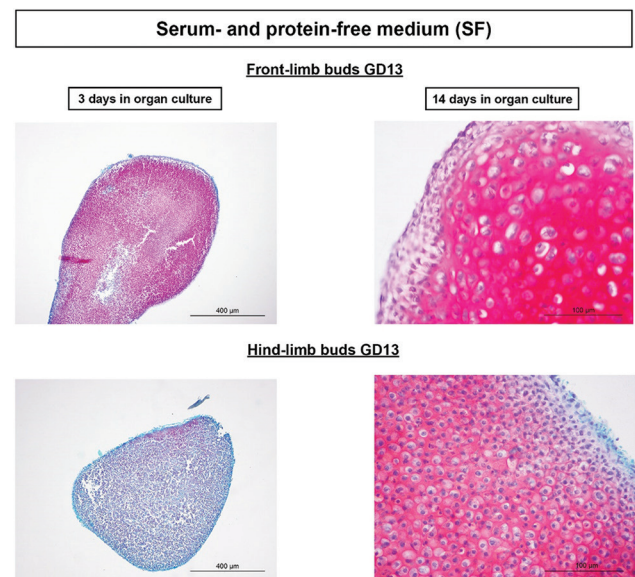 Serum- and protein-free medium (SF)
Front-limb buds GD13
3 days in organ culture
14 days in organ culture
400 µm
100 µm
Hind-limb buds GD13
400 µm
100 µm